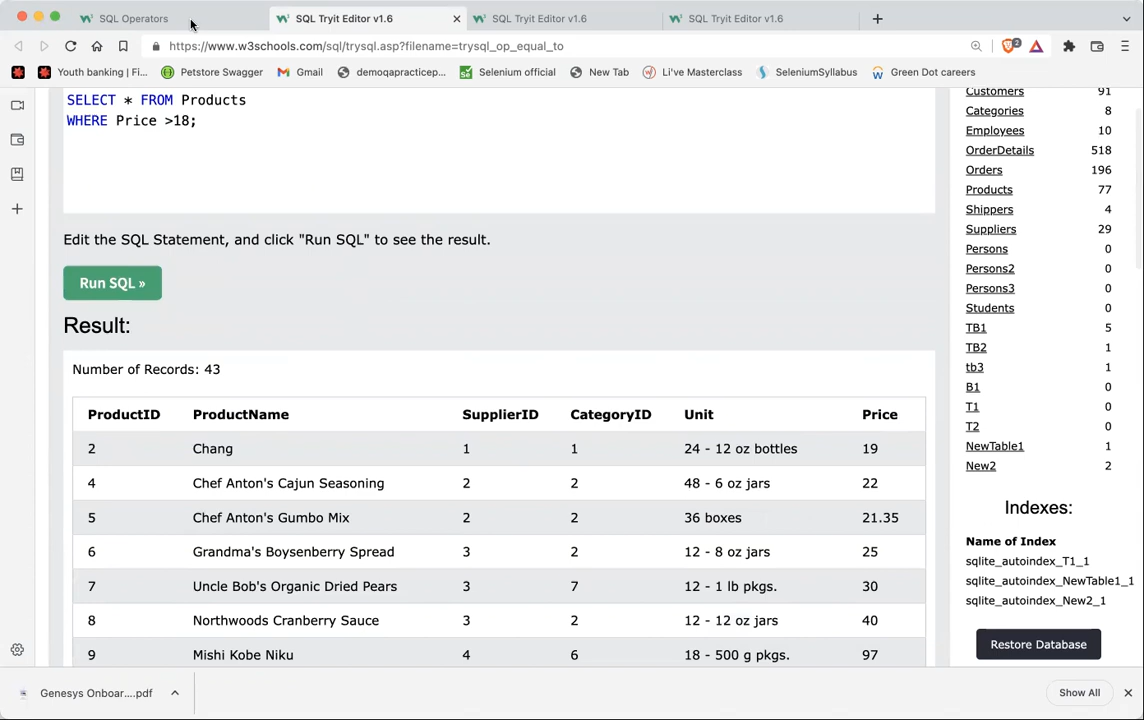 SQL Operators
SQL Tryit Editor v1.6
SQL Tryit Editor v1.6
SQL Tryit Editor v1.6
https://www.w3schools.com/sql/trysql.asp?filename=trysql_op_equal_to
2
Youth banking | Fi...
Petstore Swagger
Gmail
demoqapracticep...
Selenium official
New Tab
Li've Masterclass
SeleniumSyllabus
Green Dot careers
SELECT * FROM Products
WHERE Price >18;
Edit the SQL Statement, and click "Run SQL" to see the result.
Run SQL »
Result:
Number of Records: 43
ProductID ProductName SupplierID CategoryID Unit Price
2 Chang 1 1 24 - 12 oz bottles 19
4 Chef Anton's Cajun Seasoning 2 2 48 - 6 oz jars 22
5 Chef Anton's Gumbo Mix 2 2 36 boxes 21.35
6 Grandma's Boysenberry Spread 3 2 12 - 8 oz jars 25
7 Uncle Bob's Organic Dried Pears 3 7 12 - 1 lb pkgs. 30
8 Northwoods Cranberry Sauce 3 2 12 - 12 oz jars 40
9 Mishi Kobe Niku 4 6 18 - 500 g pkgs. 97
Customers 91
Categories 8
Employees 10
OrderDetails 518
Orders 196
Products 77
Shippers 4
Suppliers 29
Persons 0
Persons2 0
Persons3 0
Students 0
TB1 5
TB2 1
tb3 1
B1 0
T1 0
T2 0
NewTable1 1
New2 2
Indexes:
Name of Index
sqlite_autoindex_T1_1
sqlite_autoindex_NewTable1_1
sqlite_autoindex_New2_1
Restore Database
Genesys Onboar....pdf
Show All